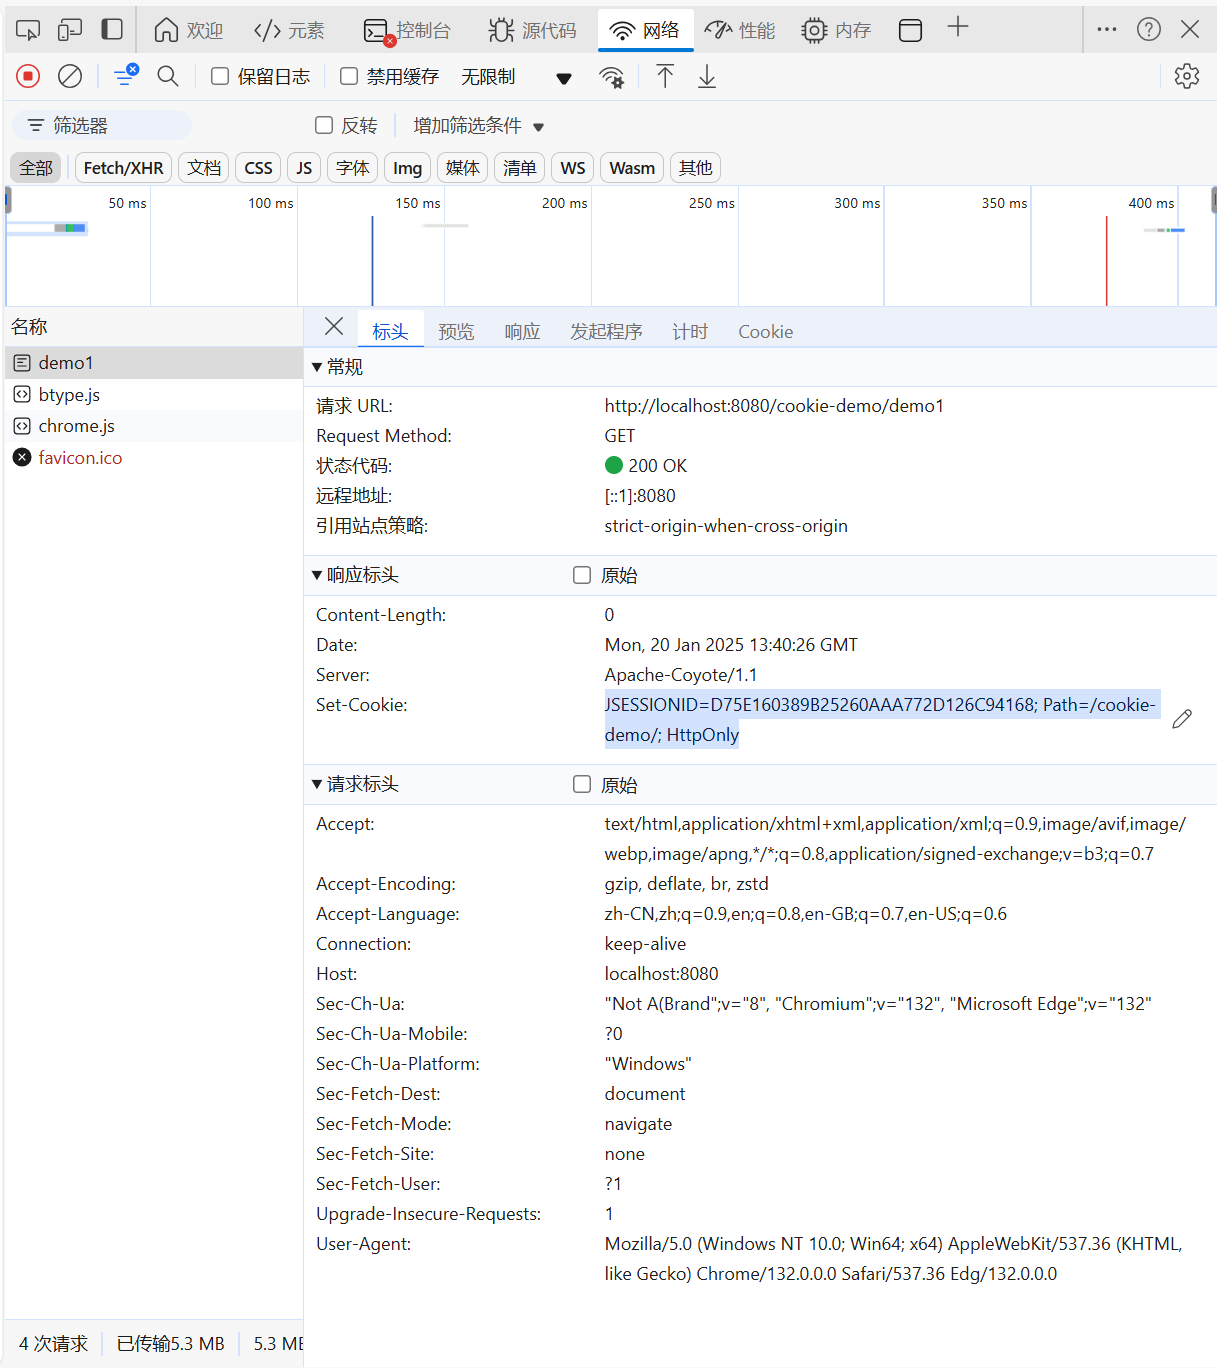 欢迎 元素 控制台 源代码 网络 性能 内存
保留日志 禁用缓存 无限制
筛选器 反转 增加筛选条件
全部 Fetch/XHR 文档 CSS JS 字体 Img 媒体 清单 WS Wasm 其他
50 ms 100 ms 150 ms 200 ms 250 ms 300 ms 350 ms 400 ms
名称 标头 预览 响应 发起程序 计时 Cookie
demo1
btype.js
chrome.js
favicon.ico
常规
请求 URL: http://localhost:8080/cookie-demo/demo1
Request Method: GET
状态代码: 200 OK
远程地址: [::1]:8080
引用站点策略: strict-origin-when-cross-origin
响应标头 原始
Content-Length: 0
Date: Mon, 20 Jan 2025 13:40:26 GMT
Server: Apache-Coyote/1.1
Set-Cookie: JSESSIONID=D75E160389B25260AAA772D126C94168; Path=/cookie-
demo/; HttpOnly
请求标头 原始
Accept: text/html,application/xhtml+xml,application/xml;q=0.9,image/avif,image/
webp,image/apng,*/*;q=0.8,application/signed-exchange;v=b3;q=0.7
Accept-Encoding: gzip, deflate, br, zstd
Accept-Language: zh-CN,zh;q=0.9,en;q=0.8,en-GB;q=0.7,en-US;q=0.6
Connection: keep-alive
Host: localhost:8080
Sec-Ch-Ua: "Not A(Brand";v="8", "Chromium";v="132", "Microsoft Edge";v="132"
Sec-Ch-Ua-Mobile: ?0
Sec-Ch-Ua-Platform: "Windows"
Sec-Fetch-Dest: document
Sec-Fetch-Mode: navigate
Sec-Fetch-Site: none
Sec-Fetch-User: ?1
Upgrade-Insecure-Requests: 1
User-Agent: Mozilla/5.0 (Windows NT 10.0; Win64; x64) AppleWebKit/537.36 (KHTML,
like Gecko) Chrome/132.0.0.0 Safari/537.36 Edg/132.0.0.0
4 次请求 已传输5.3 MB 5.3